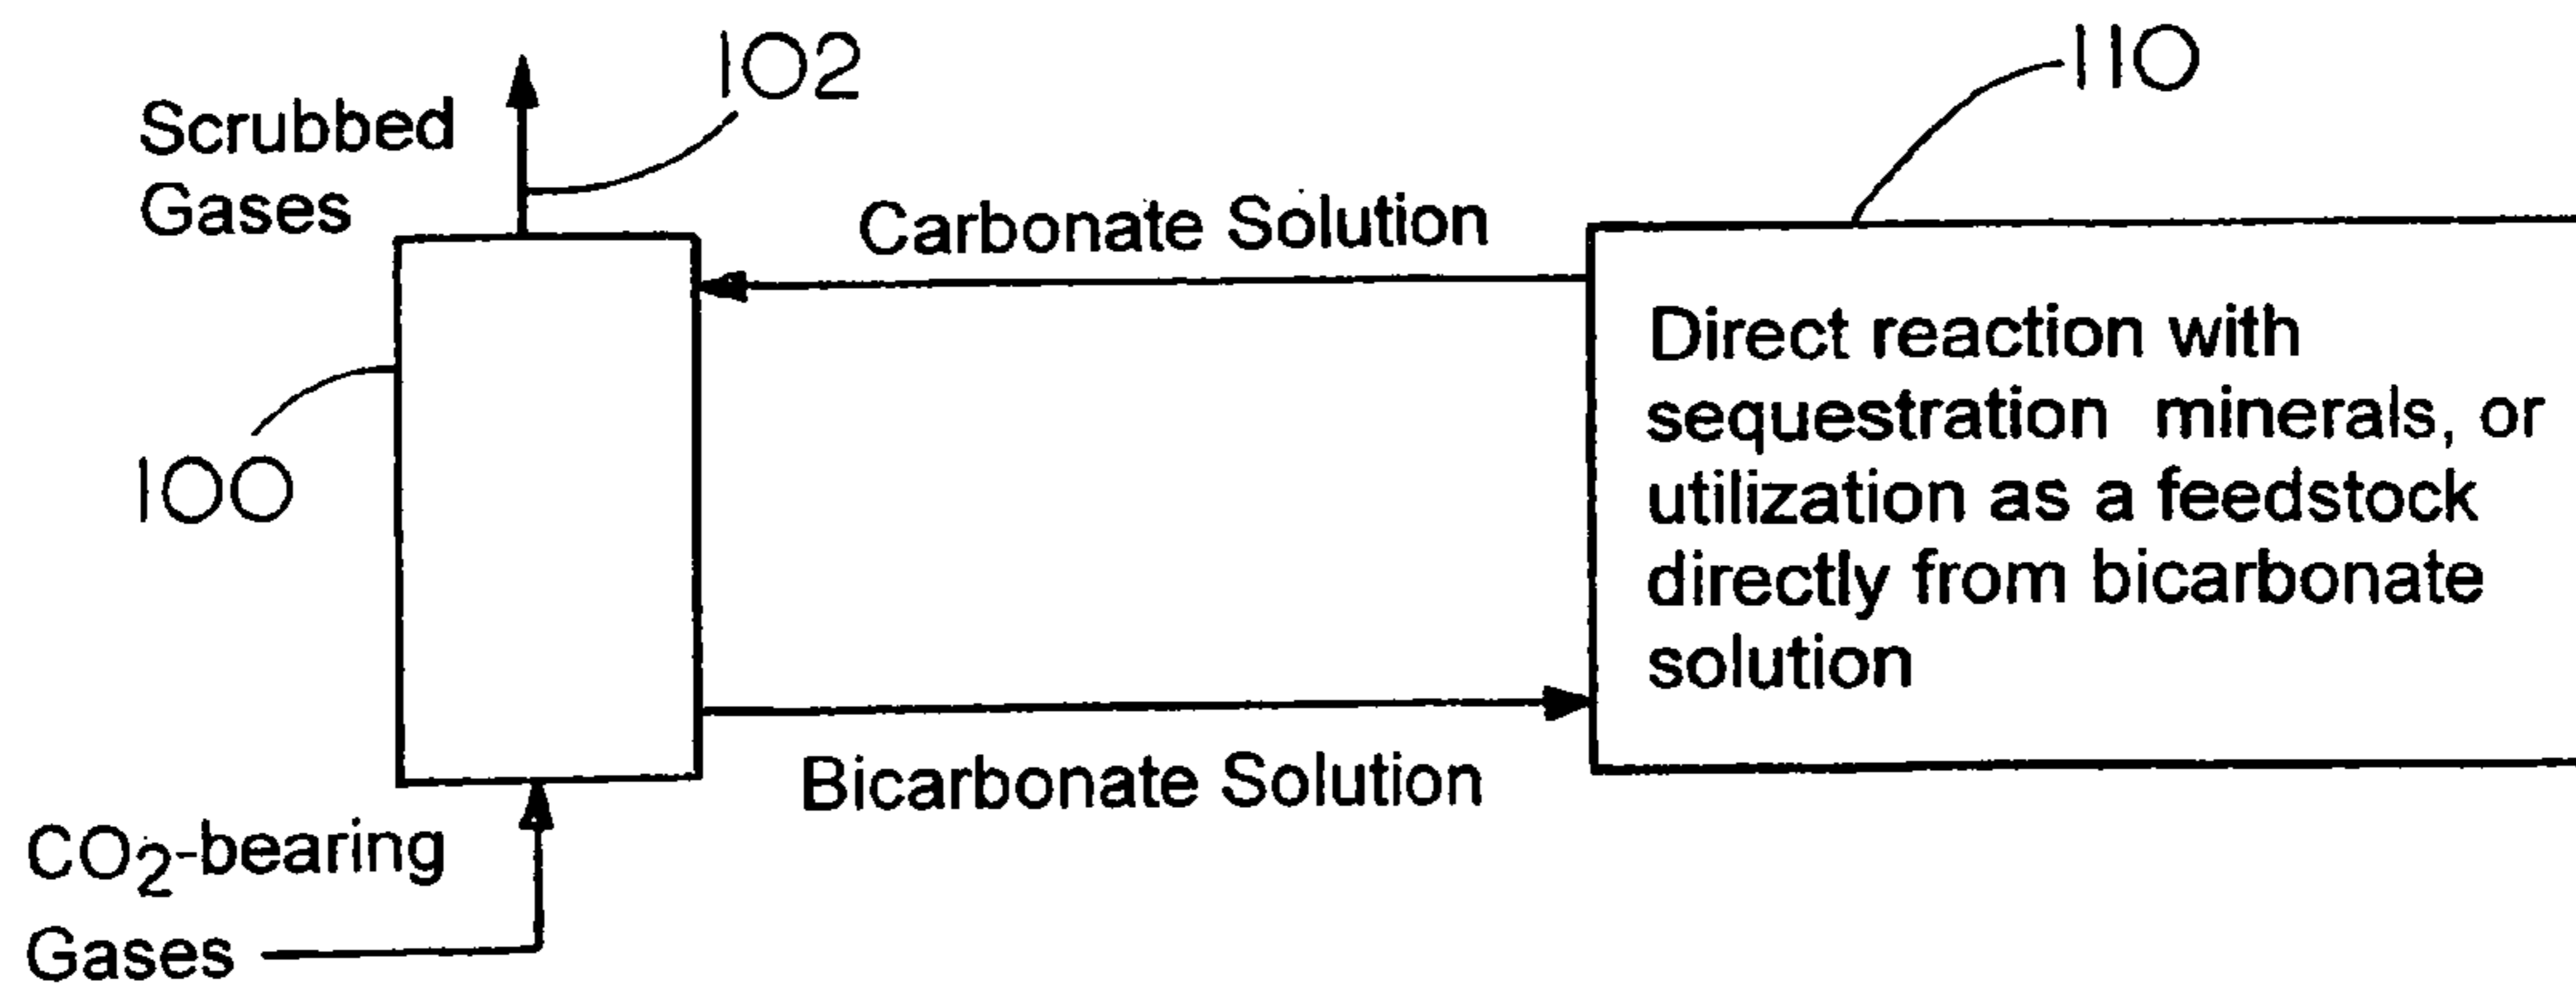 102
110
Scrubbed
Gases
Carbonate Solution
100
Direct reaction with
sequestration minerals, or
utilization as a feedstock
directly from bicarbonate
solution
Bicarbonate Solution
CO2-bearing
Gases